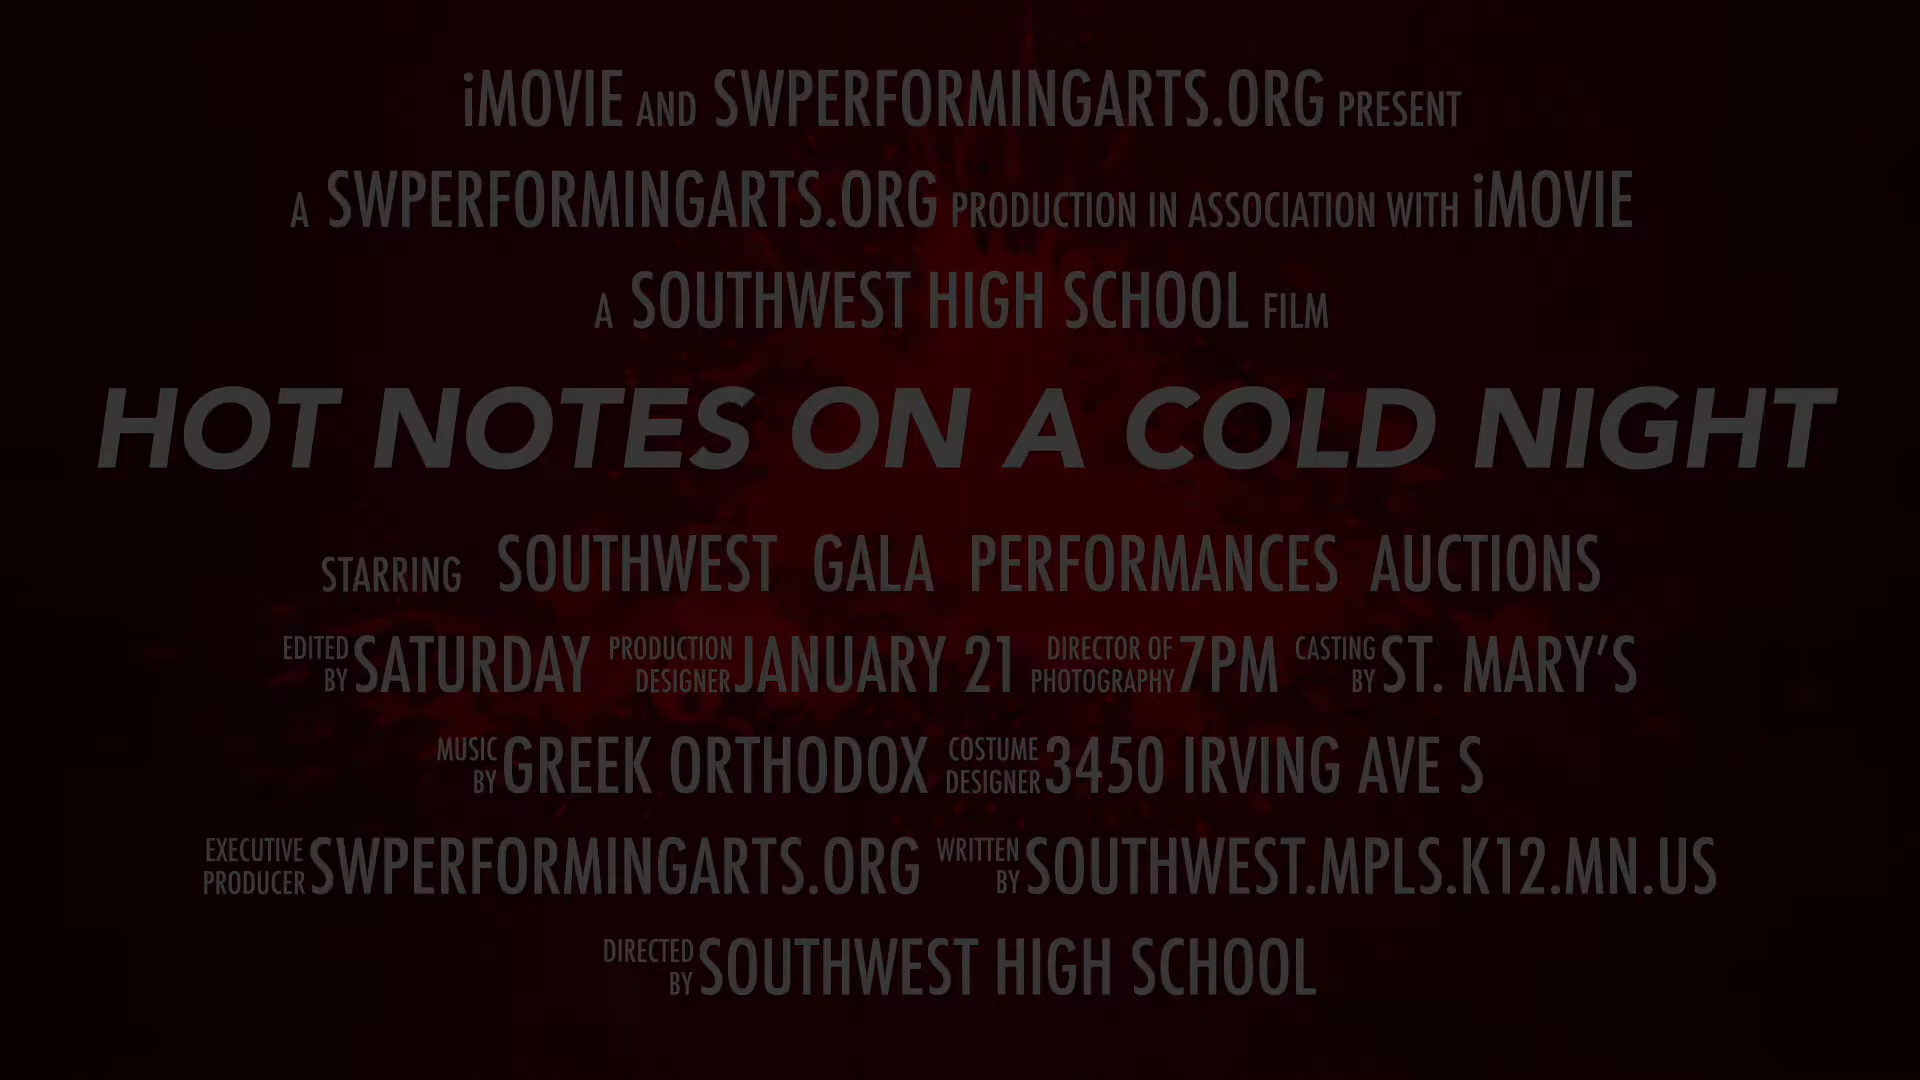 iMOVIE AND SWPERFORMINGARTS.ORG PRESENT
A SWPERFORMINGARTS.ORG PRODUCTION IN ASSOCIATION WITH iMOVIE
A SOUTHWEST HIGH SCHOOL FILM
HOT NOTES ON A COLD NIGHT
STARRING SOUTHWEST GALA PERFORMANCES AUCTIONS
EDITED BY SATURDAY PRODUCTION DESIGNER JANUARY 21 DIRECTOR OF PHOTOGRAPHY 7PM CASTING BY ST. MARY'S
MUSIC BY GREEK ORTHODOX COSTUME DESIGNER 3450 IRVING AVE S
EXECUTIVE PRODUCER SWPERFORMINGARTS.ORG WRITTEN BY SOUTHWEST.MPLS.K12.MN.US
DIRECTED BY SOUTHWEST HIGH SCHOOL